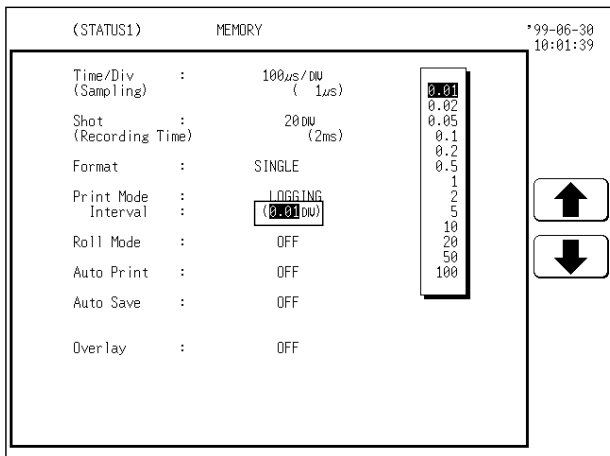 (STATUS1) MEMORY '99-06-30
10:01:39
Time/Div : 100µs/DIV
(Sampling) ( 1µs)
Shot : 20DIV
(Recording Time) (2ms)
Format : SINGLE
Print Mode : LOGGING
Interval : (0.01DIV)
Roll Mode : OFF
Auto Print : OFF
Auto Save : OFF
Overlay : OFF
0.01
0.02
0.05
0.1
0.2
0.5
1
2
5
10
20
50
100